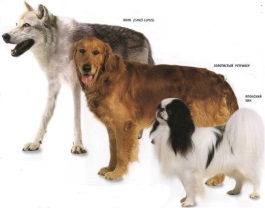 ВОЛК (CANIS LUPUS)
ЗОЛОТИСТЫЙ РЕТРИВЕР
ЯПОНСКИЙ
ХИН